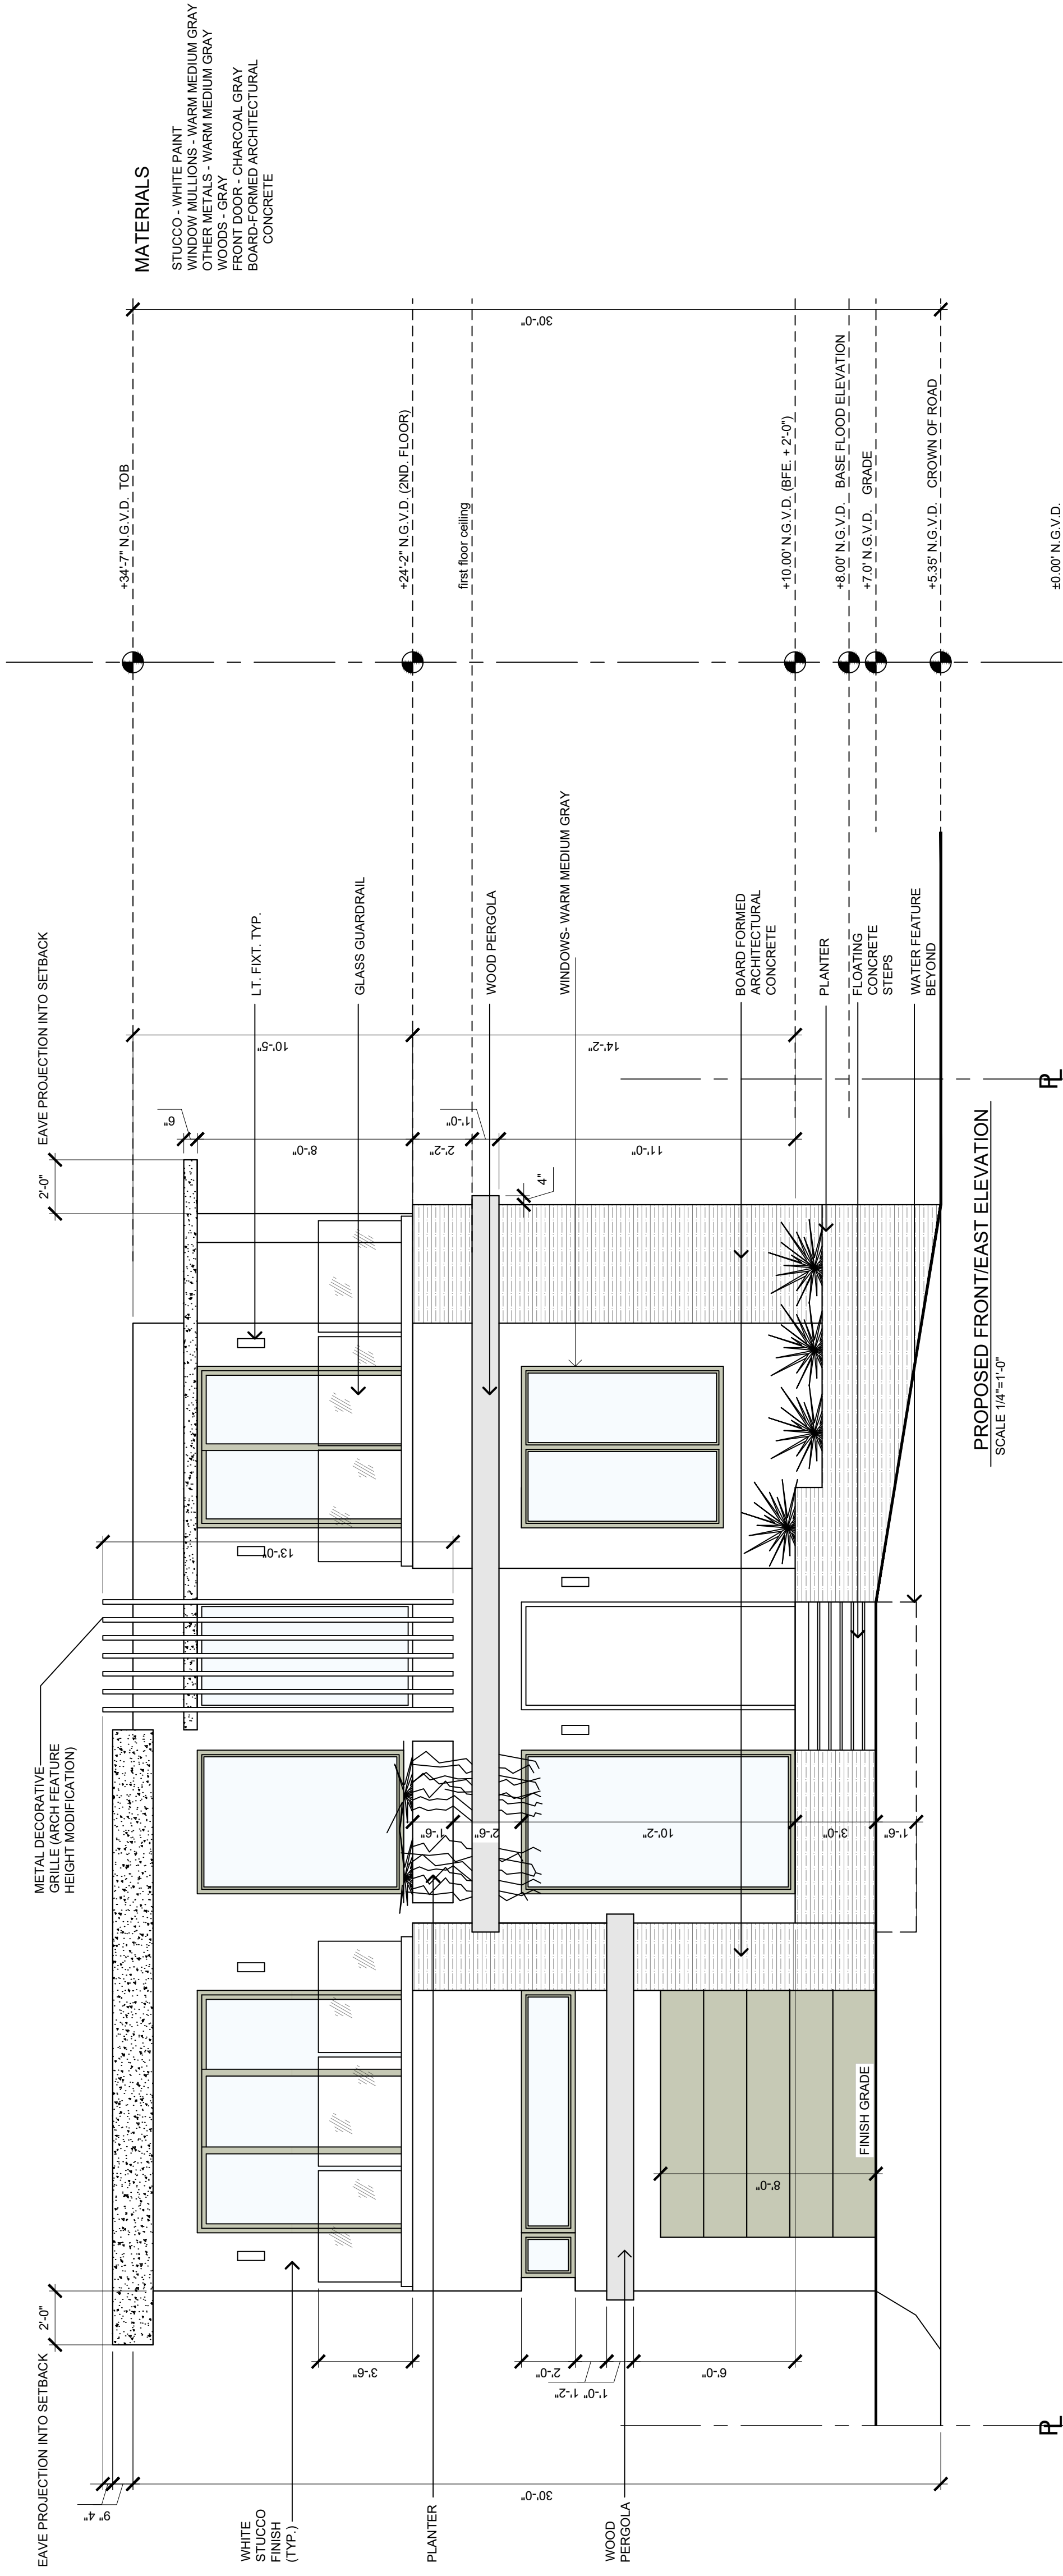 EAVE PROJECTION INTO SETBACK
2'-0"
METAL DECORATIVE
GRILLE (ARCH FEATURE
HEIGHT MODIFICATION)
EAVE PROJECTION INTO SETBACK
2'-0"
9"
4"
30'-0"
WHITE
STUCCO
FINISH
(TYP.)
PLANTER
WOOD
PERGOLA
3'-6"
2'-0"
1'-2"
1'-0"
6'-0"
8'-0"
FINISH GRADE
1'-6"
2'-6"
10'-2"
3'-0"
1'-6"
13'-0"
6"
8'-0"
2'-2"
1'-0"
11'-0"
4"
10'-5"
14'-2"
LT. FIXT. TYP.
GLASS GUARDRAIL
WOOD PERGOLA
WINDOWS- WARM MEDIUM GRAY
BOARD FORMED
ARCHITECTURAL
CONCRETE
PLANTER
FLOATING
CONCRETE
STEPS
WATER FEATURE
BEYOND
+34'-7" N.G.V.D. TOB
+24'-2" N.G.V.D. (2ND. FLOOR)
first floor ceiling
+10.00' N.G.V.D. (BFE. + 2'-0")
+8.00' N.G.V.D. BASE FLOOD ELEVATION
+7.0' N.G.V.D. GRADE
+5.35' N.G.V.D. CROWN OF ROAD
±0.00' N.G.V.D.
30'-0"
MATERIALS
STUCCO - WHITE PAINT
WINDOW MULLIONS - WARM MEDIUM GRAY
OTHER METALS - WARM MEDIUM GRAY
WOODS - GRAY
FRONT DOOR - CHARCOAL GRAY
BOARD-FORMED ARCHITECTURAL
CONCRETE
PL
PL
PROPOSED FRONT/EAST ELEVATION
SCALE 1/4"=1'-0"